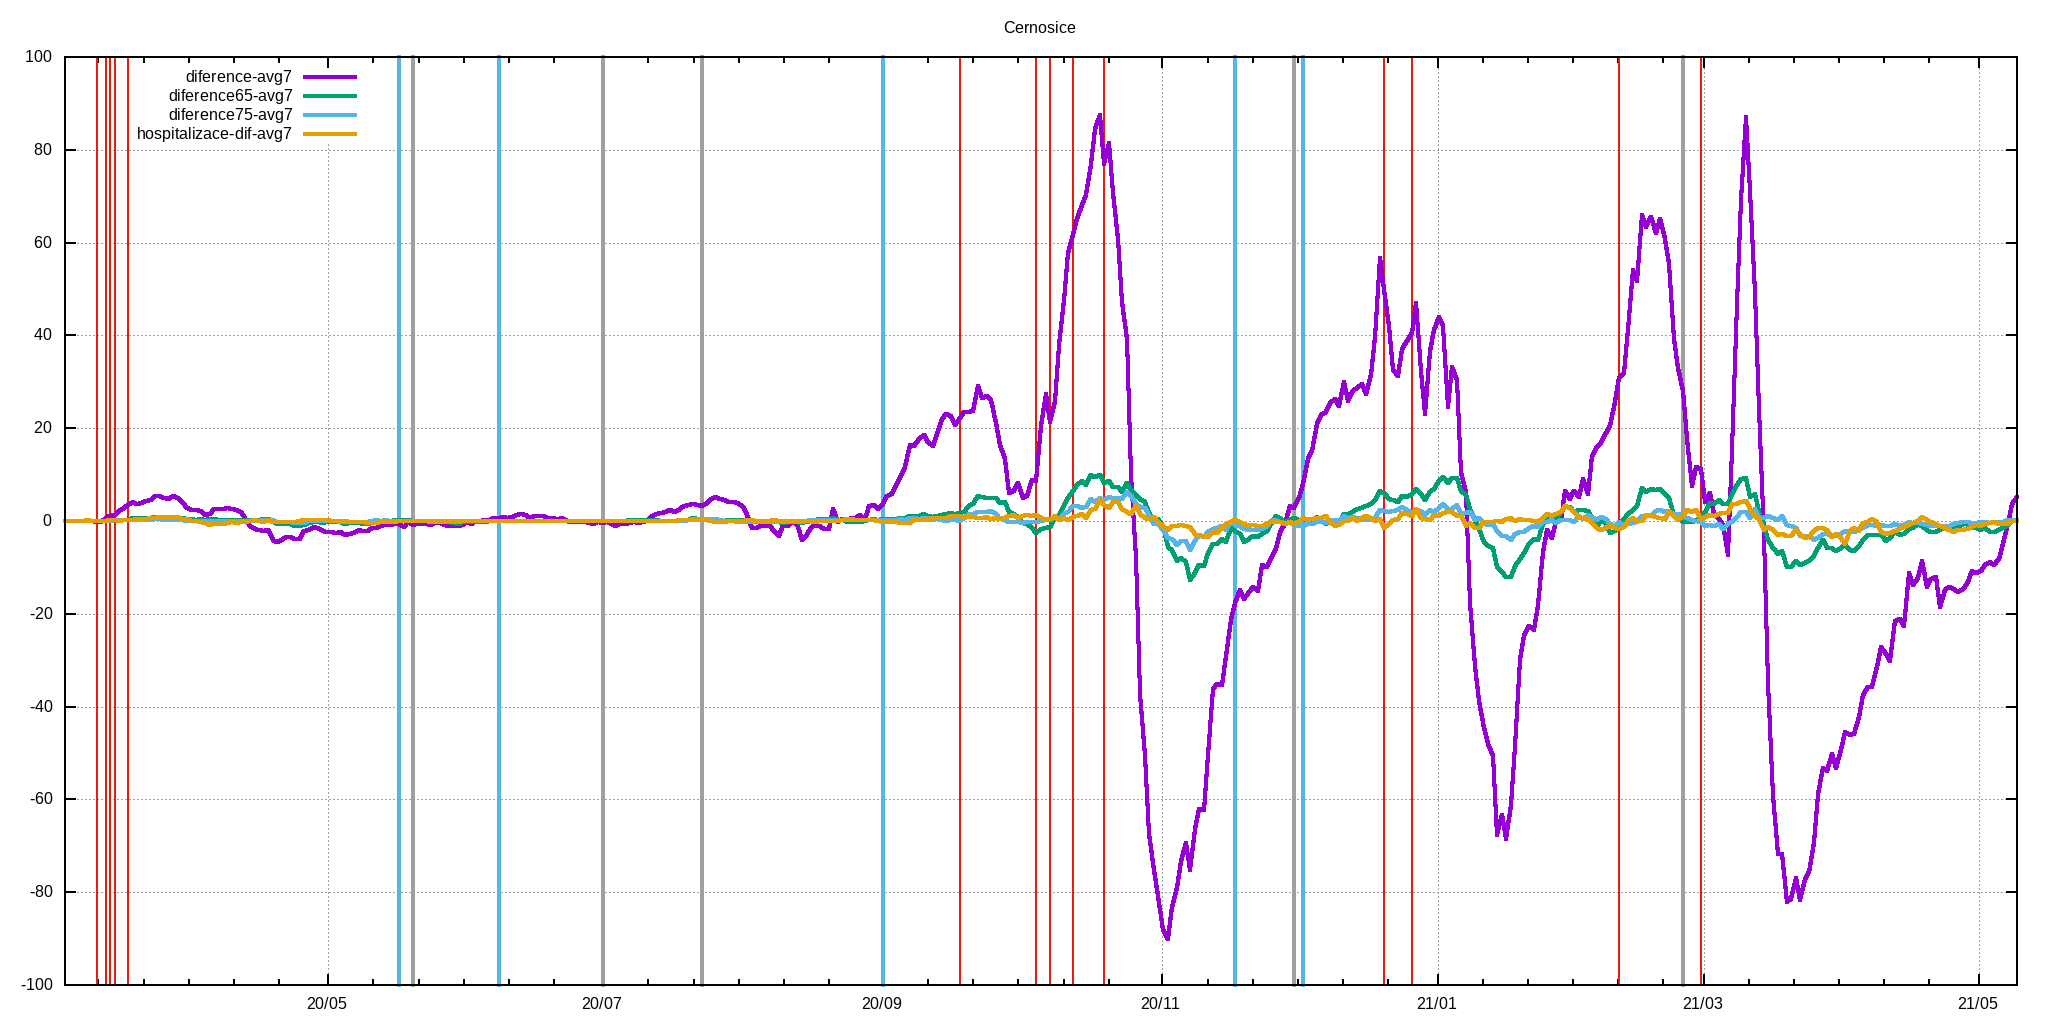 Cernosice
diference-avg7
diference65-avg7
diference75-avg7
hospitalizace-dif-avg7
100
80
60
40
20
0
-20
-40
-60
-80
-100
20/05 20/07 20/09 20/11 21/01 21/03 21/05